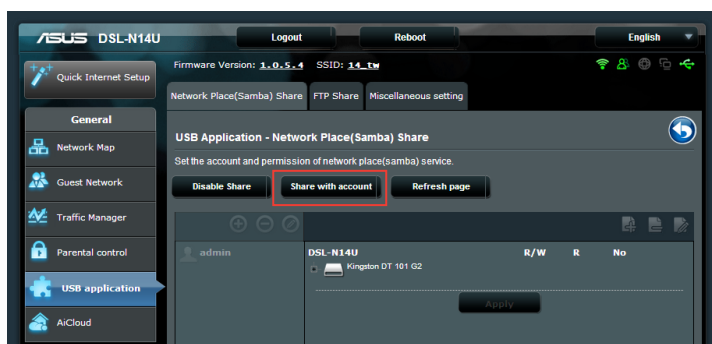 ASUS DSL-N14U Logout Reboot English
Quick Internet Setup
Firmware Version: 1.0.5.4 SSID: 14_tw
Network Place(Samba) Share FTP Share Miscellaneous setting
General
Network Map
Guest Network
Traffic Manager
Parental control
USB application
AiCloud
USB Application - Network Place(Samba) Share
Set the account and permission of network place(samba) service.
Disable Share Share with account Refresh page
admin
DSL-N14U R/W R No
Kingston DT 101 G2
Apply